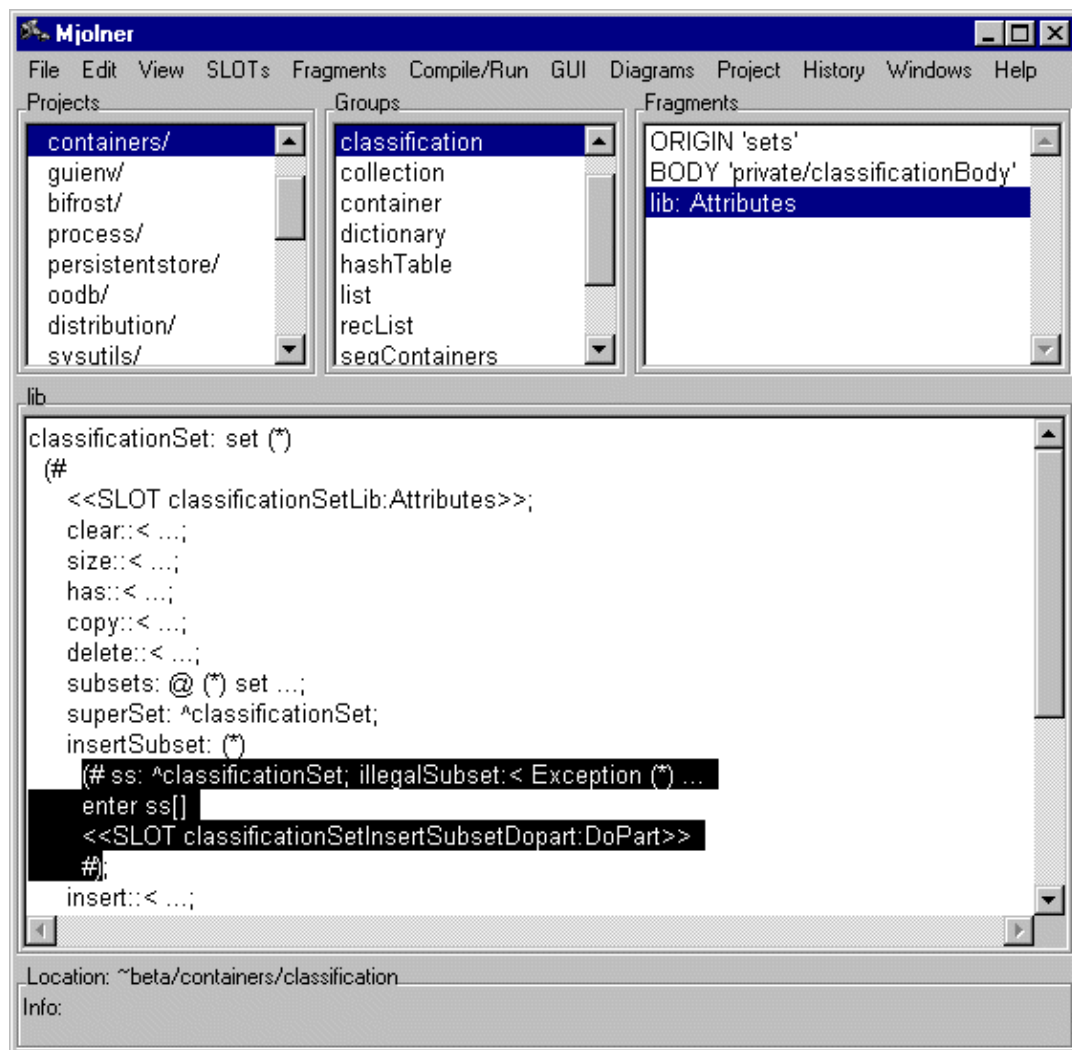 Mjolner
File Edit View SLOTs Fragments Compile/Run GUI Diagrams Project History Windows Help
Projects
containers/
guienv/
bifrost/
process/
persistentstore/
oodb/
distribution/
sysutils/
Groups
classification
collection
container
dictionary
hashTable
list
recList
seqContainers
Fragments
ORIGIN 'sets'
BODY 'private/classificationBody'
lib: Attributes
lib
classificationSet: set (*)
(#
<<SLOT classificationSetLib:Attributes>>;
clear::< ...;
size::< ...;
has::< ...;
copy::< ...;
delete::< ...;
subsets: @ (*) set ...;
superSet: ^classificationSet;
insertSubset: (*)
(# ss: ^classificationSet; illegalSubset:< Exception (*) ...
enter ss[]
<<SLOT classificationSetInsertSubsetDopart:DoPart>>
#);
insert::< ...;
Location: ~beta/containers/classification
Info: